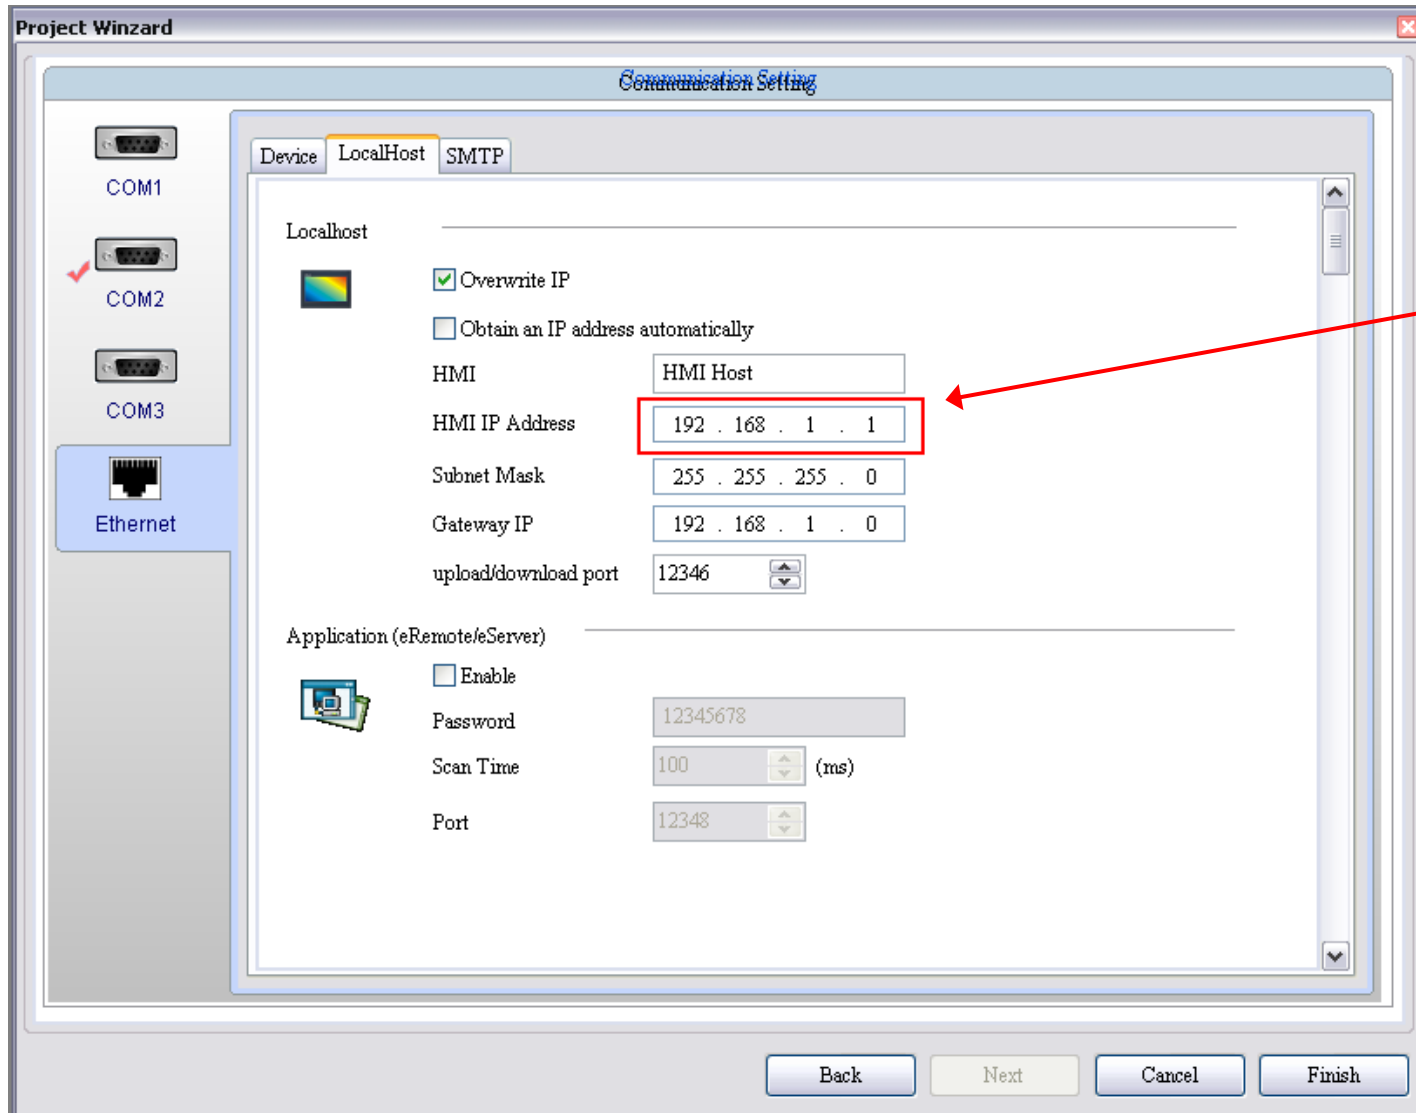 Project Winzard
Communication Setting
COM1
COM2
COM3
Ethernet
Device LocalHost SMTP
Localhost
Overwrite IP
Obtain an IP address automatically
HMI HMI Host
HMI IP Address 192 . 168 . 1 . 1
Subnet Mask 255 . 255 . 255 . 0
Gateway IP 192 . 168 . 1 . 0
upload/download port 12346
Application (eRemote/eServer)
Enable
Password 12345678
Scan Time 100 (ms)
Port 12348
Back Next Cancel Finish